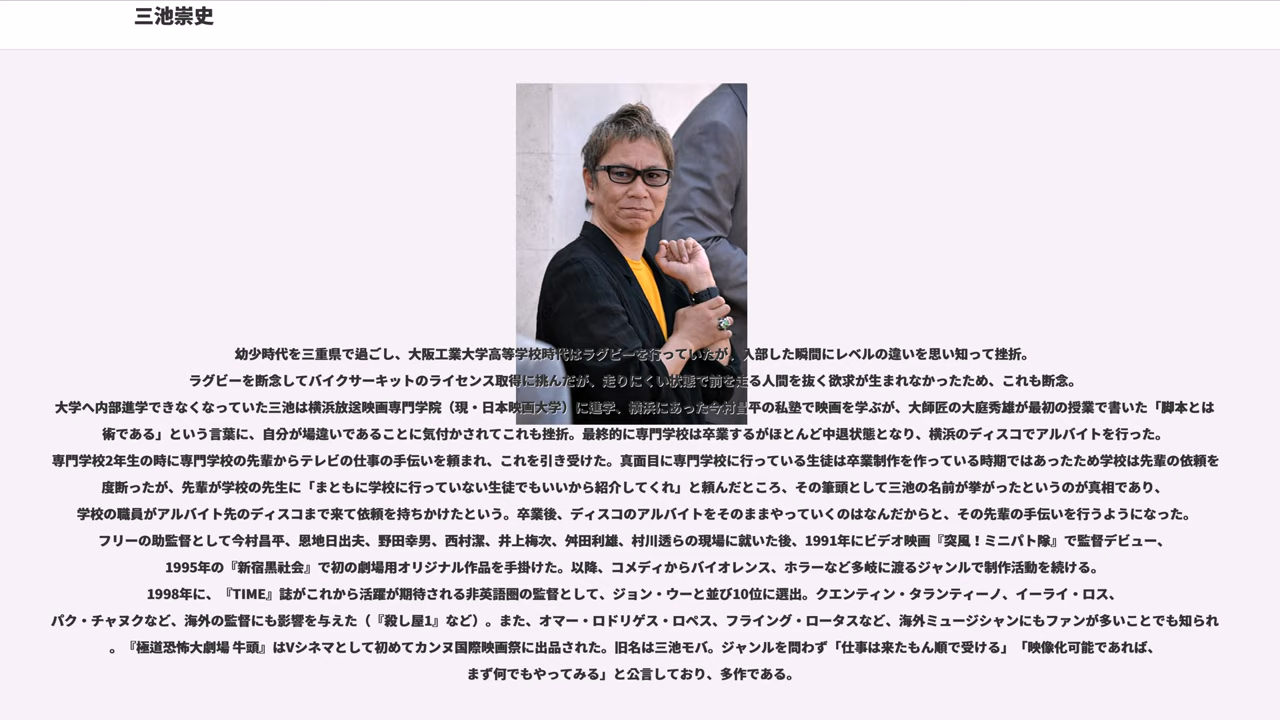 三池崇史
幼少時代を三重県で過ごし、大阪工業大学高等学校時代はラグビーを行っていたが、入部した瞬間にレベルの違いを思い知って挫折。
ラグビーを断念してバイクサーキットのライセンス取得に挑んだが、走りにくい状態で前を走る人間を抜く欲求が生まれなかったため、これも断念。
大学へ内部進学できなくなっていた三池は横浜放送映画専門学院（現・日本映画大学）に進学、横浜にあった今村昌平の私塾で映画を学ぶが、大師匠の大庭秀雄が最初の授業で書いた「脚本とは
術である」という言葉に、自分が場違いであることに気付かされてこれも挫折。最終的に専門学校は卒業するがほとんど中退状態となり、横浜のディスコでアルバイトを行った。
専門学校2年生の時に専門学校の先輩からテレビの仕事の手伝いを頼まれ、これを引き受けた。真面目に専門学校に行っている生徒は卒業制作を作っている時期ではあったため学校は先輩の依頼を
度断ったが、先輩が学校の先生に「まともに学校に行っていない生徒でもいいから紹介してくれ」と頼んだところ、その筆頭として三池の名前が挙がったというのが真相であり、
学校の職員がアルバイト先のディスコまで来て依頼を持ちかけたという。卒業後、ディスコのアルバイトをそのままやっていくのはなんだからと、その先輩の手伝いを行うようになった。
フリーの助監督として今村昌平、恩地日出夫、野田幸男、西村潔、井上梅次、舛田利雄、村川透らの現場に就いた後、1991年にビデオ映画『突風！ミニパト隊』で監督デビュー、
1995年の『新宿黒社会』で初の劇場用オリジナル作品を手掛けた。以降、コメディからバイオレンス、ホラーなど多岐に渡るジャンルで制作活動を続ける。
1998年に、『TIME』誌がこれから活躍が期待される非英語圏の監督として、ジョン・ウーと並び10位に選出。クエンティン・タランティーノ、イーライ・ロス、
パク・チャヌクなど、海外の監督にも影響を与えた（『殺し屋1』など）。また、オマー・ロドリゲス・ロペス、フライング・ロータスなど、海外ミュージシャンにもファンが多いことでも知られ
。『極道恐怖大劇場 牛頭』はVシネマとして初めてカンヌ国際映画祭に出品された。旧名は三池モバ。ジャンルを問わず「仕事は来たもん順で受ける」「映像化可能であれば、
まず何でもやってみる」と公言しており、多作である。